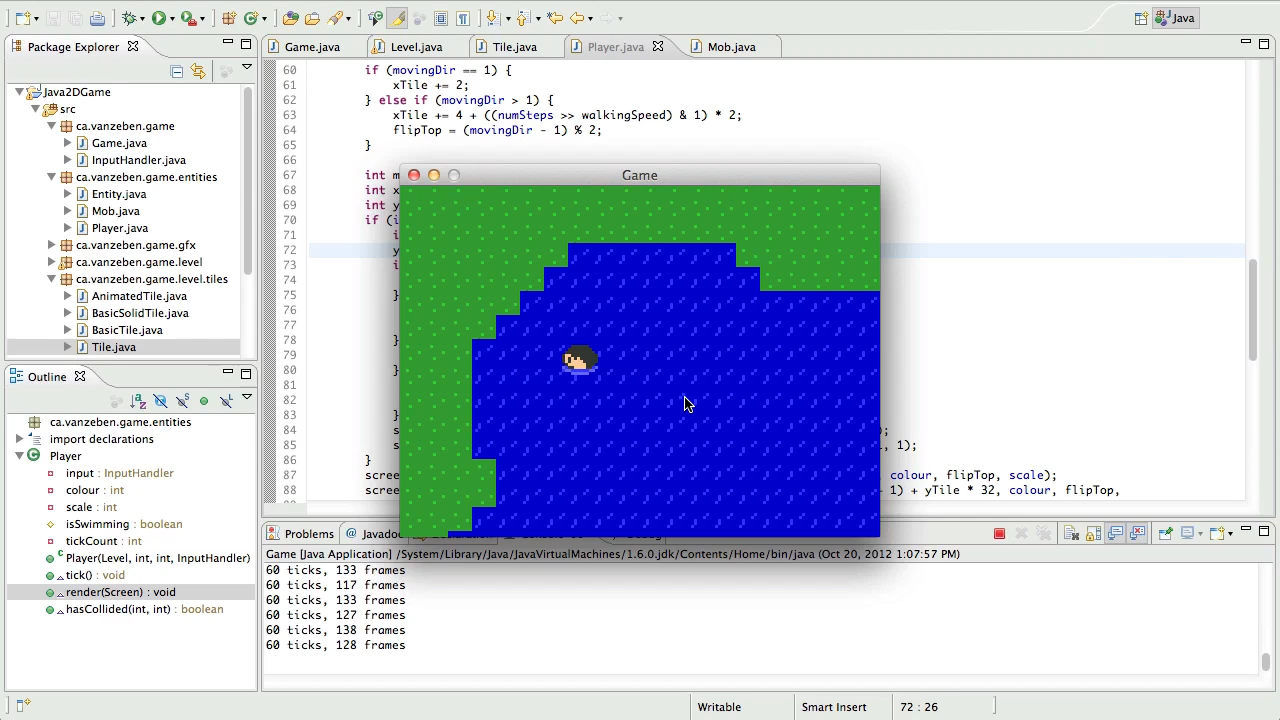 Java
Package Explorer
Game.java
Level.java
Tile.java
Player.java
Mob.java
Java2DGame
src
ca.vanzeben.game
Game.java
InputHandler.java
ca.vanzeben.game.entities
Entity.java
Mob.java
Player.java
ca.vanzeben.game.gfx
ca.vanzeben.game.level
ca.vanzeben.game.level.tiles
AnimatedTile.java
BasicSolidTile.java
BasicTile.java
Tile.java
60 if (movingDir == 1) {
61 xTile += 2;
62 } else if (movingDir > 1) {
63 xTile += 4 + ((numSteps >> walkingSpeed) & 1) * 2;
64 flipTop = (movingDir - 1) % 2;
65 }
66
67 int m
68 int x
69 int y
70 if (i
71 i
72 y
73 i
74
75 }
76
77
78 }
79
80 }
81
82
83 }
84 s ;
85 s , 1);
86 }
87 screen colour, flipTop, scale);
88 scree 1) + yTile * 32, colour, flipTop,
Game
Outline
ca.vanzeben.game.entities
import declarations
Player
input : InputHandler
colour : int
scale : int
isSwimming : boolean
tickCount : int
Player(Level, int, int, InputHandler)
tick() : void
render(Screen) : void
hasCollided(int, int) : boolean
Problems
Javadoc
Game [Java Application] /System/Library/Java/JavaVirtualMachines/1.6.0.jdk/Contents/Home/bin/java (Oct 20, 2012 1:07:57 PM)
60 ticks, 133 frames
60 ticks, 117 frames
60 ticks, 133 frames
60 ticks, 127 frames
60 ticks, 138 frames
60 ticks, 128 frames
Writable
Smart Insert
72 : 26